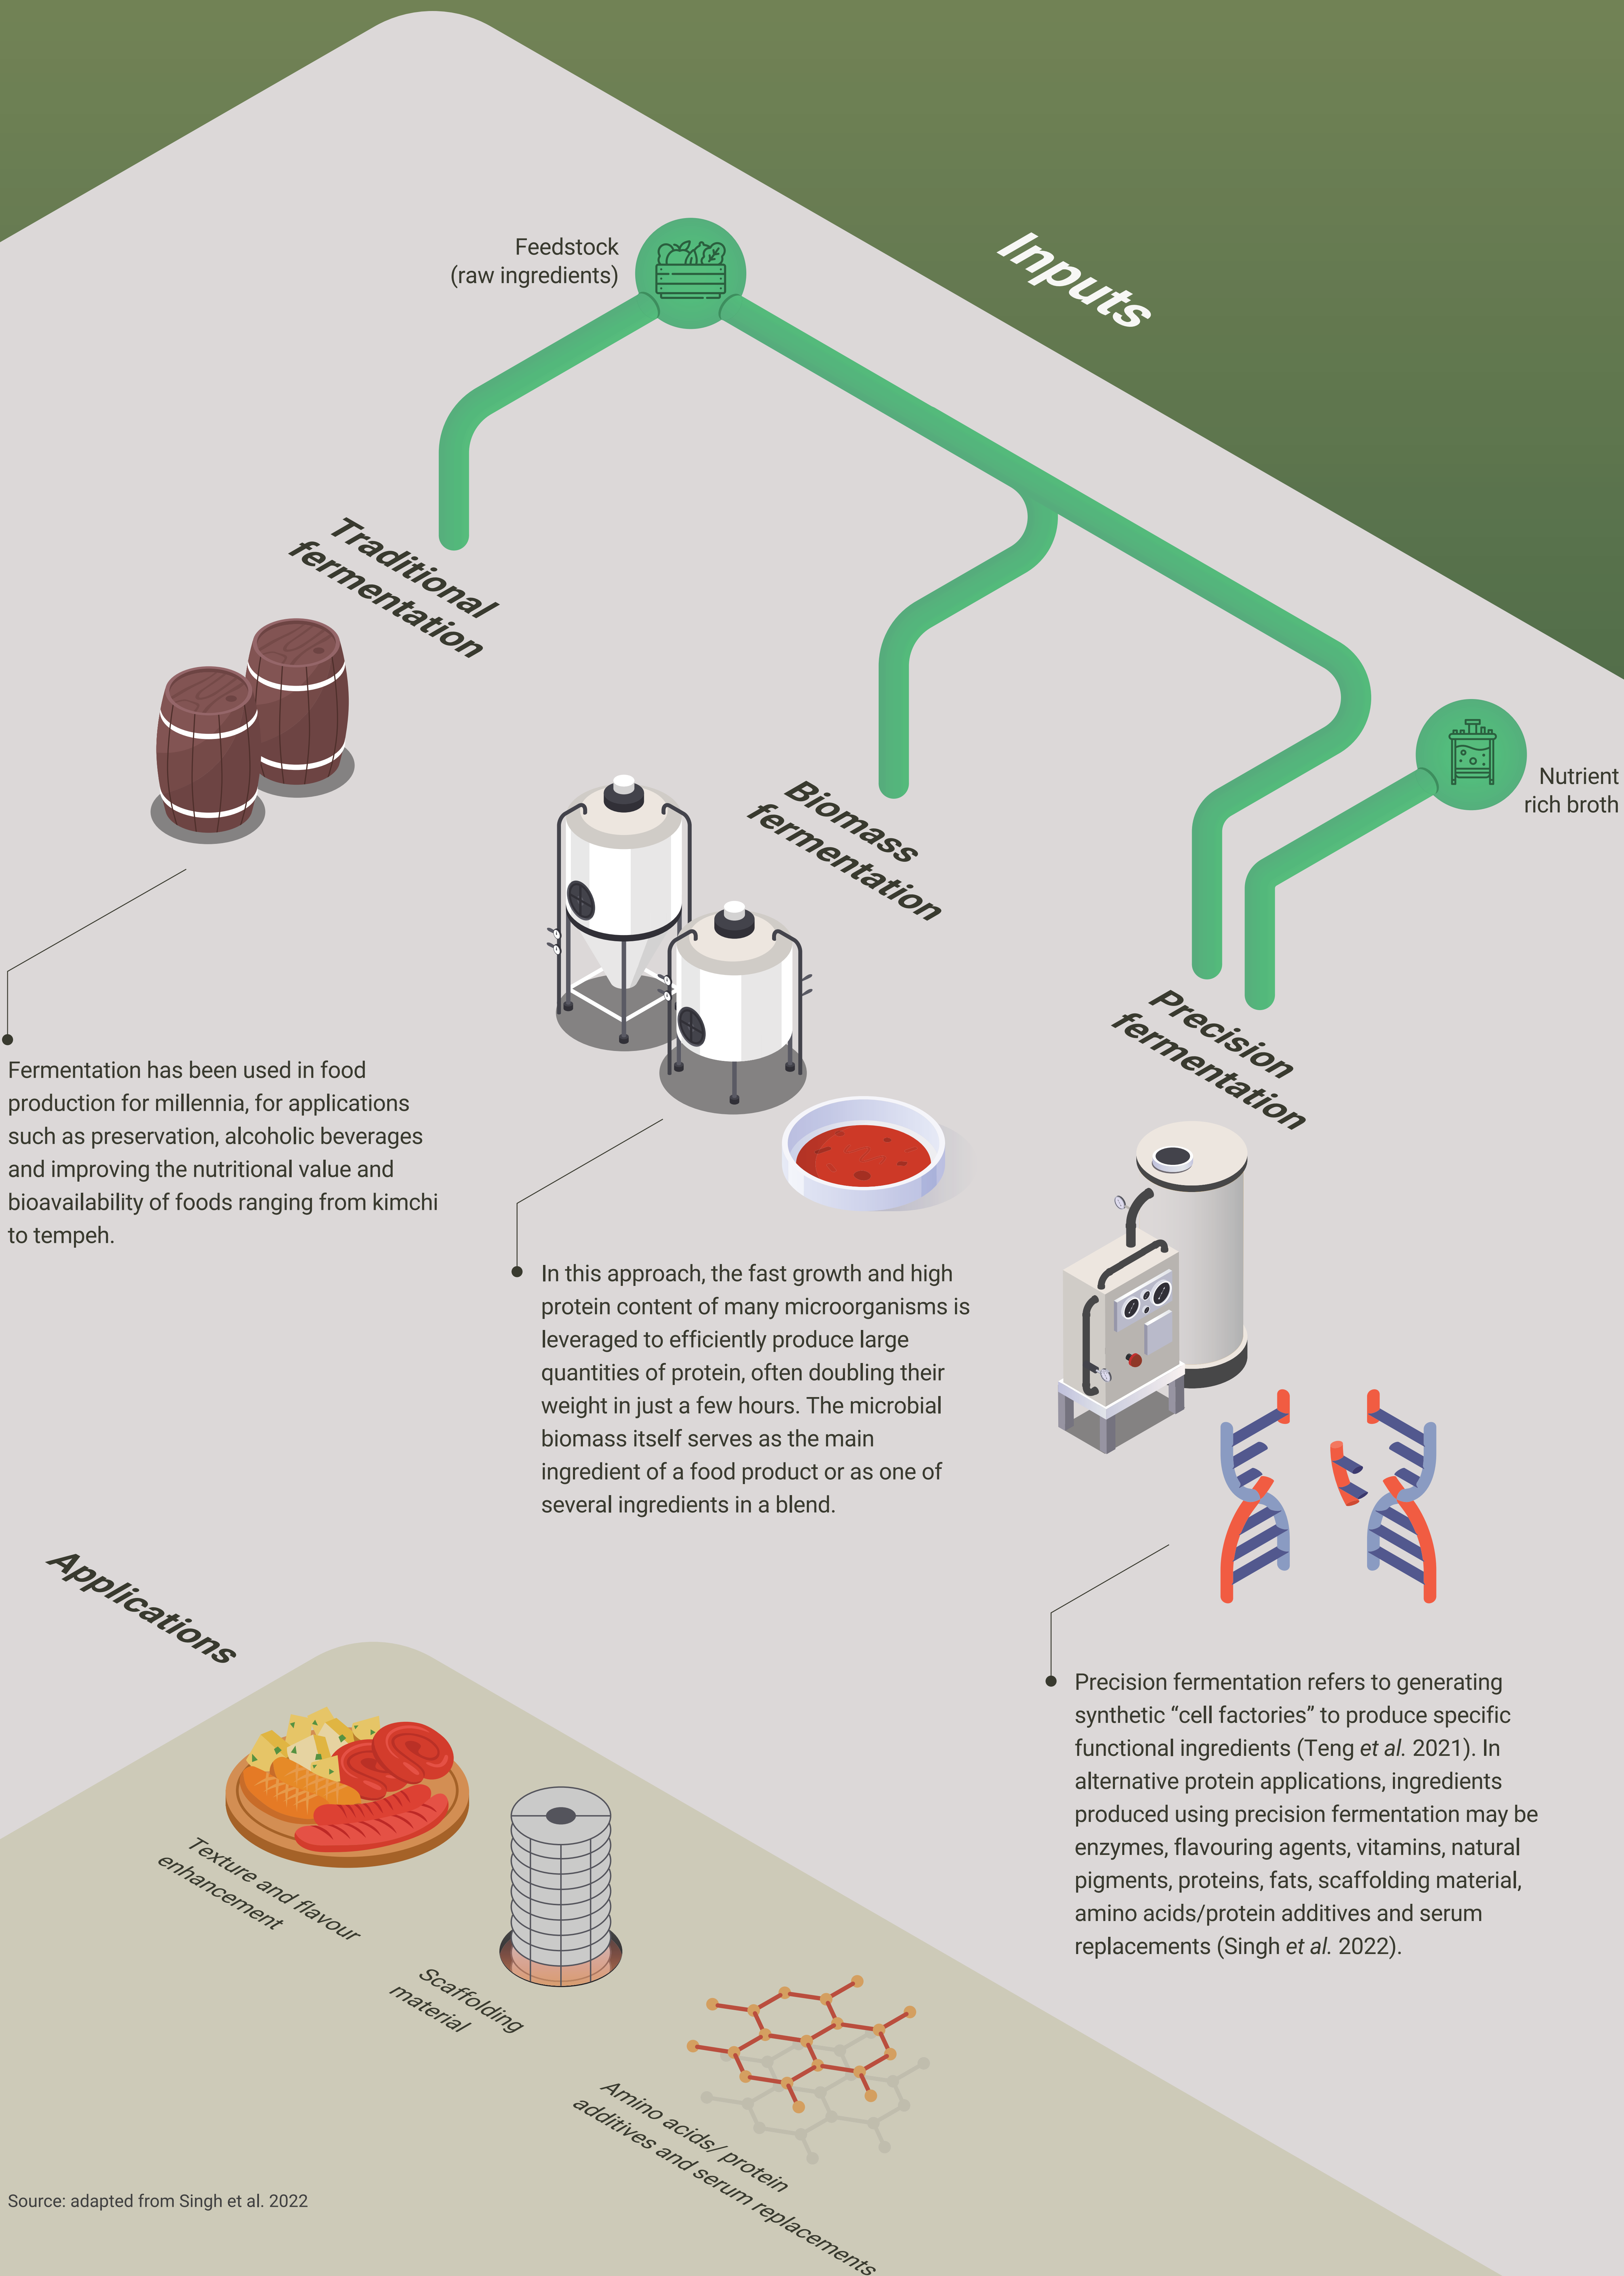 Inputs
Feedstock
(raw ingredients)
Nutrient
rich broth
Traditional
fermentation
Biomass
fermentation
Precision
fermentation
Fermentation has been used in food
production for millennia, for applications
such as preservation, alcoholic beverages
and improving the nutritional value and
bioavailability of foods ranging from kimchi
to tempeh.
In this approach, the fast growth and high
protein content of many microorganisms is
leveraged to efficiently produce large
quantities of protein, often doubling their
weight in just a few hours. The microbial
biomass itself serves as the main
ingredient of a food product or as one of
several ingredients in a blend.
Precision fermentation refers to generating
synthetic “cell factories” to produce specific
functional ingredients (Teng et al. 2021). In
alternative protein applications, ingredients
produced using precision fermentation may be
enzymes, flavouring agents, vitamins, natural
pigments, proteins, fats, scaffolding material,
amino acids/protein additives and serum
replacements (Singh et al. 2022).
Applications
Texture and flavour
enhancement
Scaffolding
material
Amino acids/ protein
additives and serum replacements
Source: adapted from Singh et al. 2022